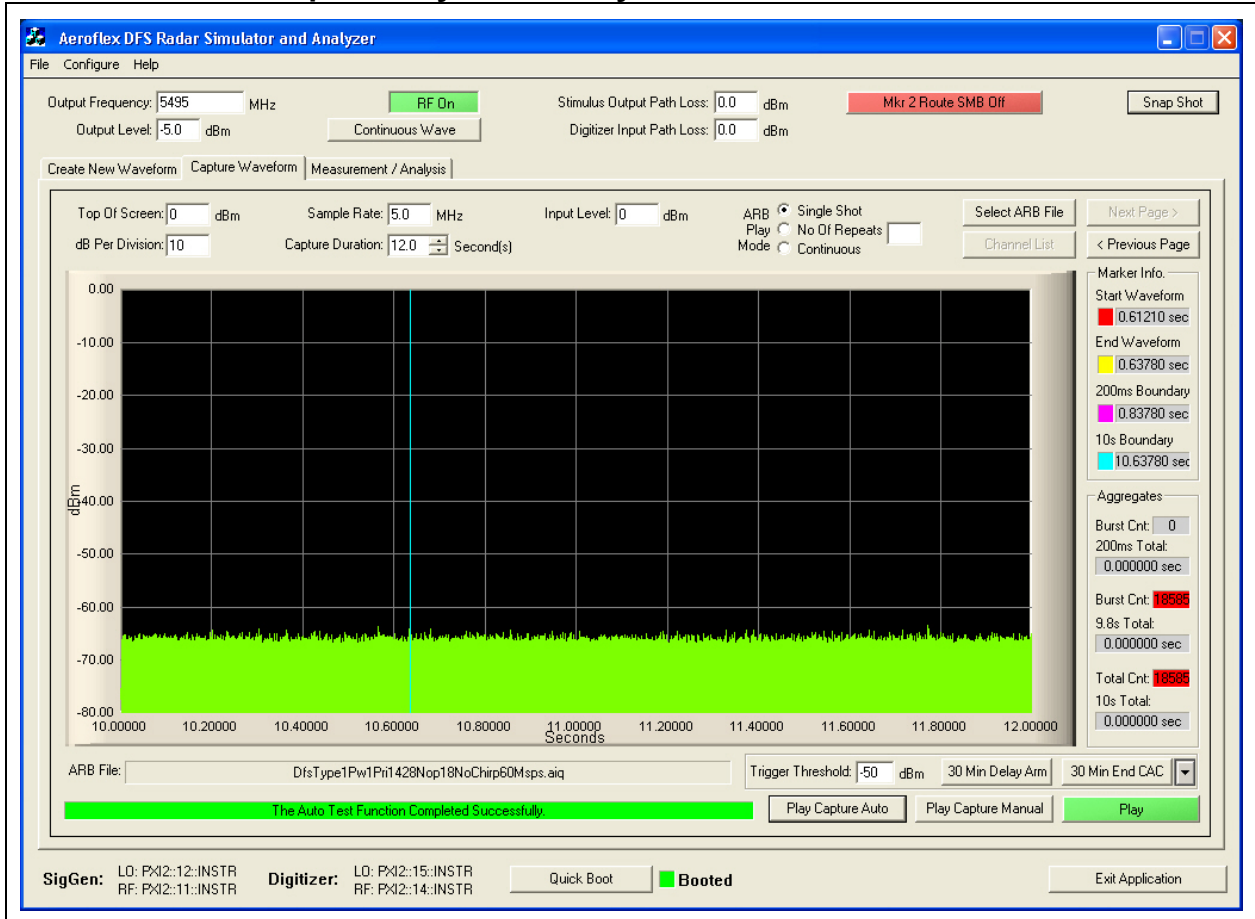 Aeroflex DFS Radar Simulator and Analyzer
File Configure Help
Output Frequency: 5495 MHz RF On Stimulus Output Path Loss: 0.0 dBm Mkr 2 Route SMB Off Snap Shot
Output Level: -5.0 dBm Continuous Wave Digitizer Input Path Loss: 0.0 dBm
Create New Waveform Capture Waveform Measurement / Analysis
Top Of Screen: 0 dBm Sample Rate: 5.0 MHz Input Level: 0 dBm ARB Play Mode Single Shot Select ARB File Next Page >
No Of Repeats
dB Per Division: 10 Capture Duration: 12.0 Second(s) Continuous Channel List < Previous Page
Marker Info.
Start Waveform
0.61210 sec
End Waveform
0.63780 sec
200ms Boundary
0.83780 sec
10s Boundary
10.63780 sec
Aggregates
Burst Cnt: 0
200ms Total:
0.000000 sec
Burst Cnt: 18585
9.8s Total:
0.000000 sec
Total Cnt: 18585
10s Total:
0.000000 sec
0.00
-10.00
-20.00
-30.00
-40.00
-50.00
-60.00
-70.00
-80.00
dBm
10.00000 10.20000 10.40000 10.60000 10.80000 11.00000 11.20000 11.40000 11.60000 11.80000 12.00000
Seconds
ARB File: DfsType1Pw1Pri1428Nop18NoChirp60Msps.aiq Trigger Threshold: -50 dBm 30 Min Delay Arm 30 Min End CAC
The Auto Test Function Completed Successfully. Play Capture Auto Play Capture Manual Play
SigGen: LO: PXI2::12::INSTR Digitizer: LO: PXI2::15::INSTR Quick Boot Booted Exit Application
RF: PXI2::11::INSTR RF: PXI2::14::INSTR